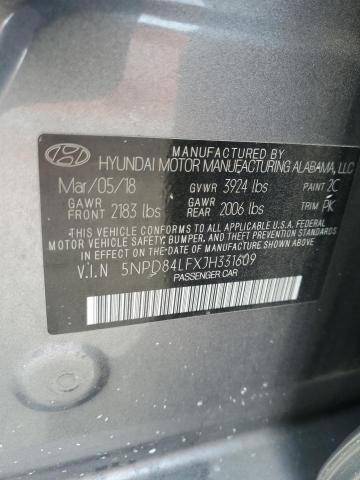 MANUFACTURED BY
HYUNDAI MOTOR MANUFACTURING ALABAMA, LLC
Mar/05/18 GVWR 3924 lbs PAINT 2C
GAWR FRONT 2183 lbs GAWR REAR 2006 lbs TRIM PK
THIS VEHICLE CONFORMS TO ALL APPLICABLE U.S. FEDERAL
MOTOR VEHICLE SAFETY, BUMPER, AND THEFT PREVENTION
STANDARDS IN EFFECT ON THE DATE OF MANUFACTURE SHOWN ABOVE.
V.I.N 5NPD84LFXJH331609
PASSENGER CAR